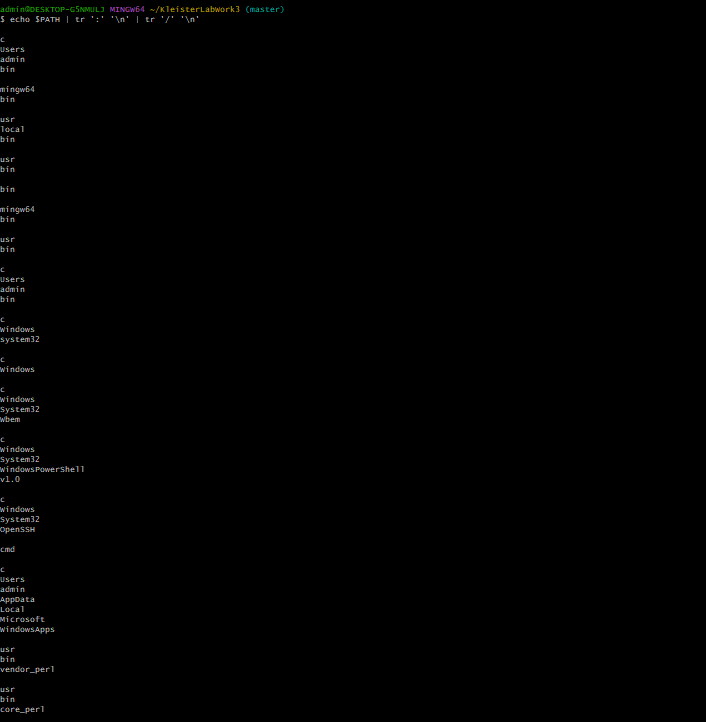 admin@DESKTOP-G5NMULJ MINGW64 ~/KleisterLabWork3 (master)
$ echo $PATH | tr ':' '\n' | tr '/' '\n'

c
Users
admin
bin

mingw64
bin

usr
local
bin

usr
bin

bin

mingw64
bin

usr
bin

c
Users
admin
bin

c
Windows
system32

c
Windows

c
Windows
System32
Wbem

c
Windows
System32
WindowsPowerShell
v1.0

c
Windows
System32
OpenSSH

cmd

c
Users
admin
AppData
Local
Microsoft
WindowsApps

usr
bin
vendor_perl

usr
bin
core_perl